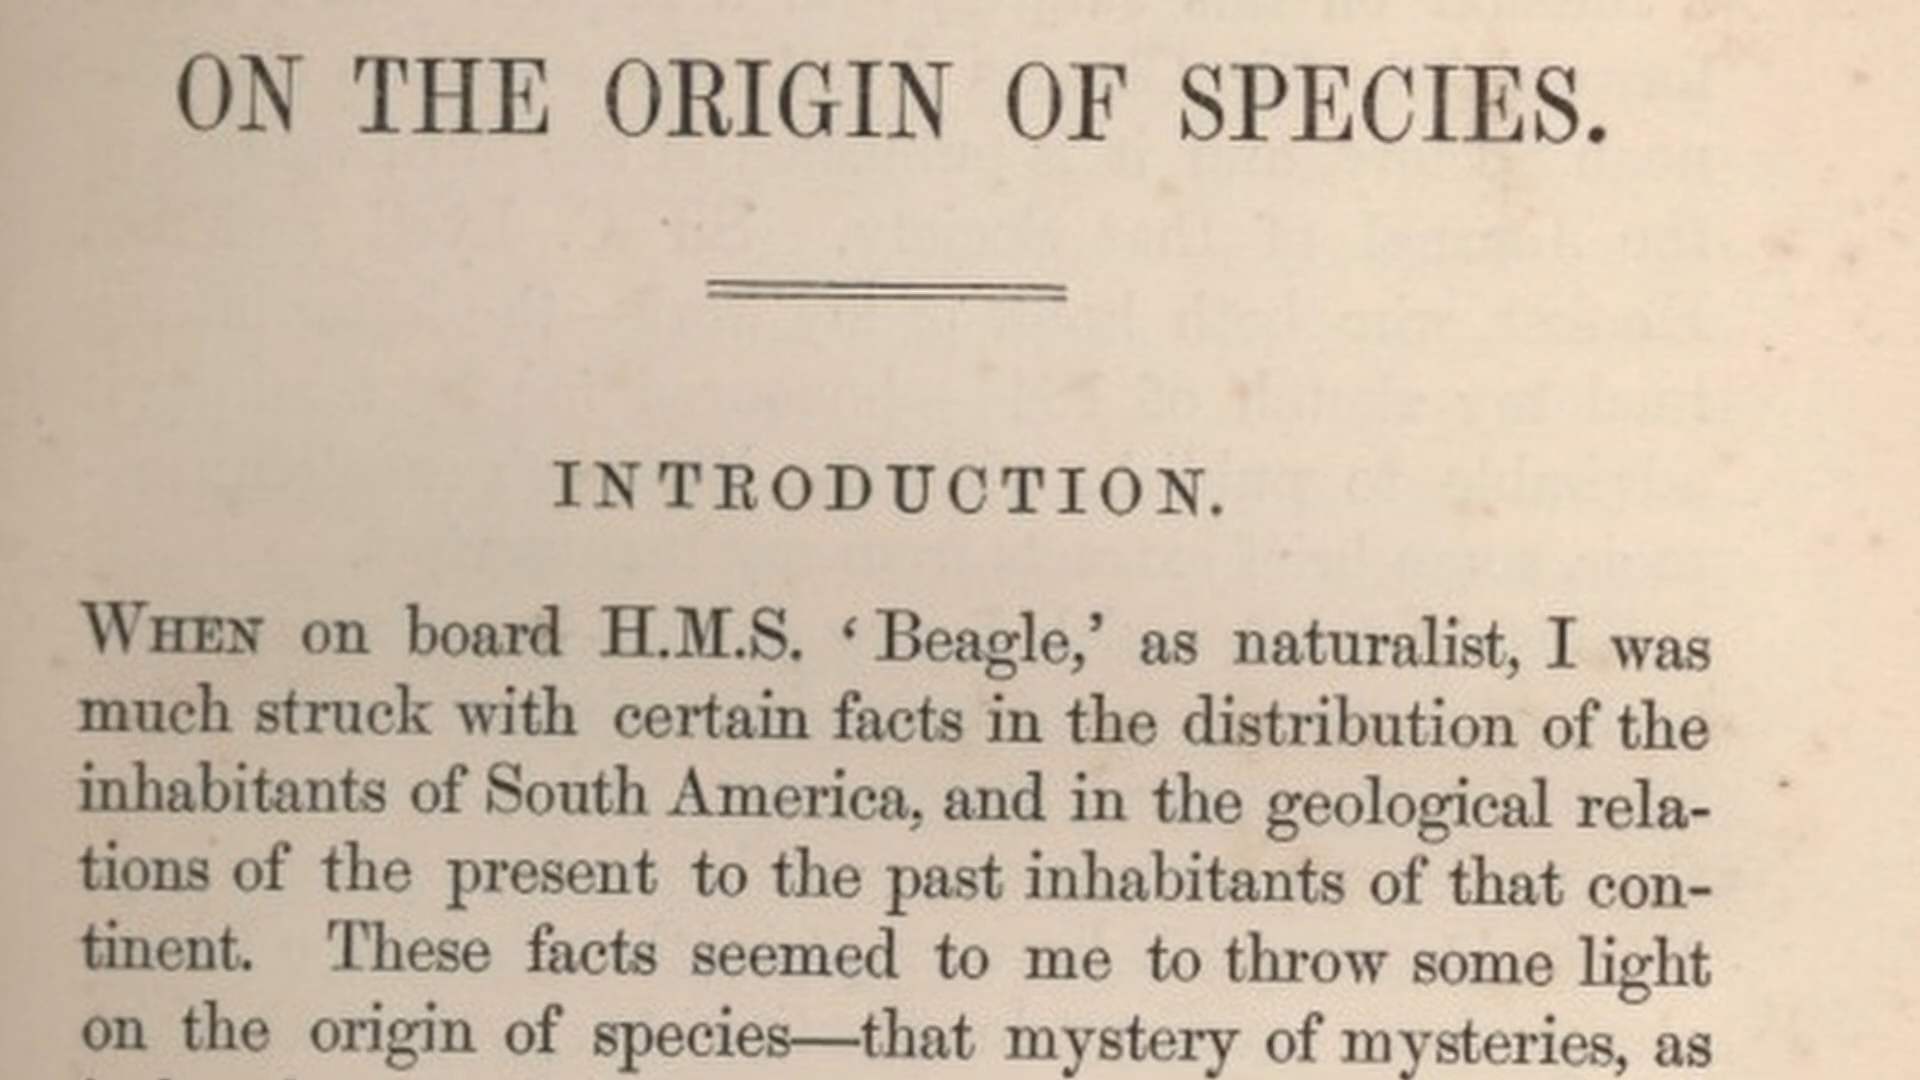 ON THE ORIGIN OF SPECIES.
INTRODUCTION.
WHEN on board H.M.S. ‘Beagle,’ as naturalist, I was
much struck with certain facts in the distribution of the
inhabitants of South America, and in the geological rela-
tions of the present to the past inhabitants of that con-
tinent. These facts seemed to me to throw some light
on the origin of species—that mystery of mysteries, as